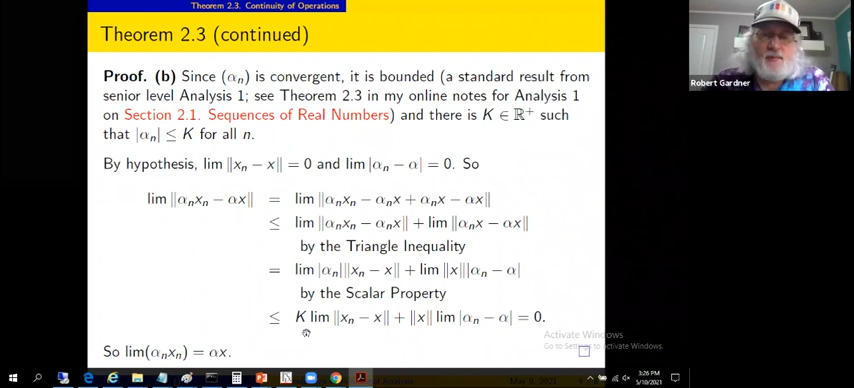 Theorem 2.3. Continuity of Operations
Theorem 2.3 (continued)
Proof. (b) Since (αₙ) is convergent, it is bounded (a standard result from
senior level Analysis 1; see Theorem 2.3 in my online notes for Analysis 1
on Section 2.1. Sequences of Real Numbers) and there is K ∈ ℝ⁺ such
that |αₙ| ≤ K for all n.
By hypothesis, lim ‖xₙ − x‖ = 0 and lim |αₙ − α| = 0. So
lim ‖αₙxₙ − αx‖ = lim ‖αₙxₙ − αₙx + αₙx − αx‖
≤ lim ‖αₙxₙ − αₙx‖ + lim ‖αₙx − αx‖
by the Triangle Inequality
= lim |αₙ|‖xₙ − x‖ + lim ‖x‖|αₙ − α|
by the Scalar Property
≤ K lim ‖xₙ − x‖ + ‖x‖ lim |αₙ − α| = 0.
So lim(αₙxₙ) = αx.
Robert Gardner
Activate Windows
Go to Settings to activate Windows.
3:26 PM
5/10/2021